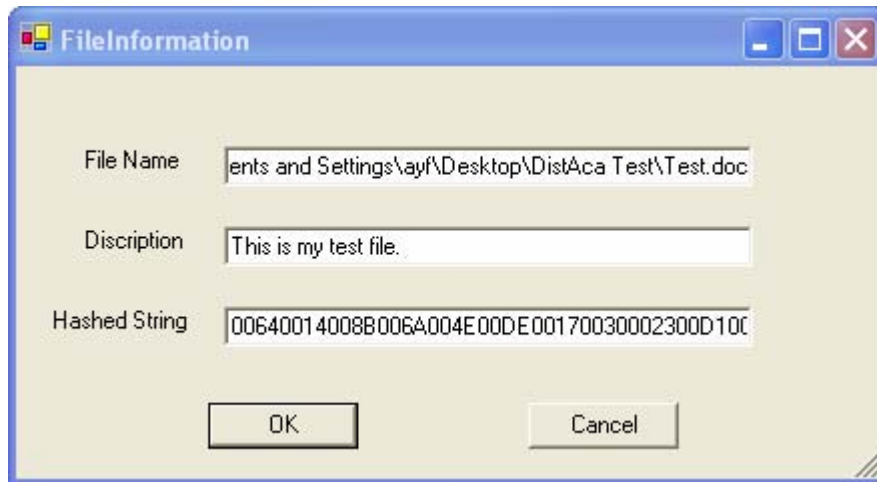 FileInformation
File Name
ents and Settings\ayf\Desktop\DistAca Test\Test.doc
Discription
This is my test file.
Hashed String
00640014008B006A004E00DE00170030002300D100
OK
Cancel